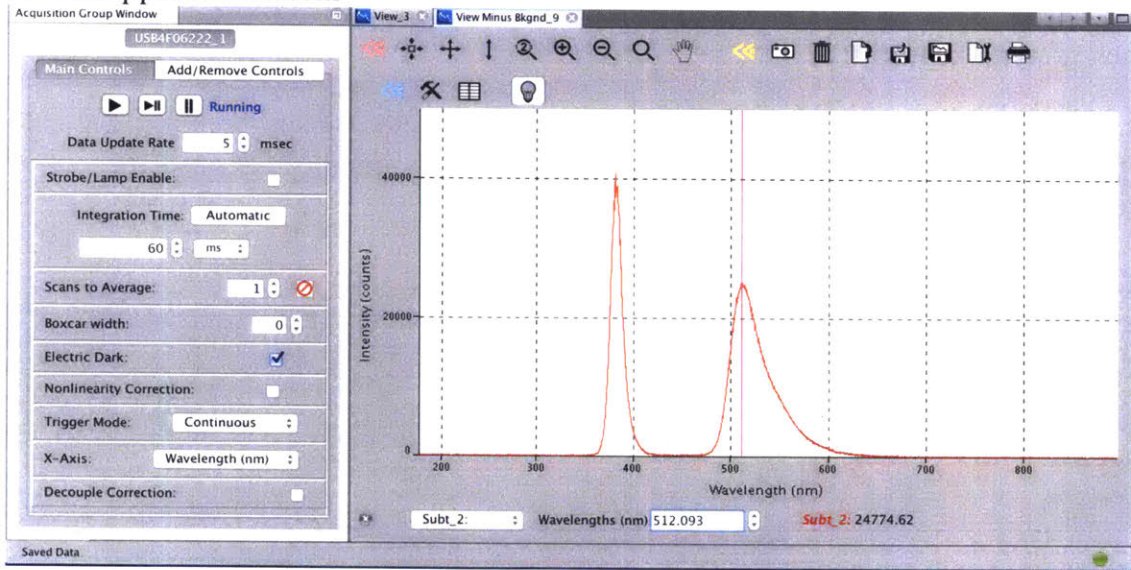 Acquisition Group Window
View_3
View Minus Bkgnd_9
USB4F06222_1
Main Controls
Add/Remove Controls
Running
Data Update Rate 5 msec
Strobe/Lamp Enable:
Integration Time: Automatic
60 ms
Scans to Average: 1
Boxcar width: 0
Electric Dark:
Nonlinearity Correction:
Trigger Mode: Continuous
X-Axis: Wavelength (nm)
Decouple Correction:
2
Intensity (counts)
40000
20000
0
200 300 400 500 600 700 800
Wavelength (nm)
Subt_2: Wavelengths (nm) 512.093 Subt_2: 24774.62
Saved Data